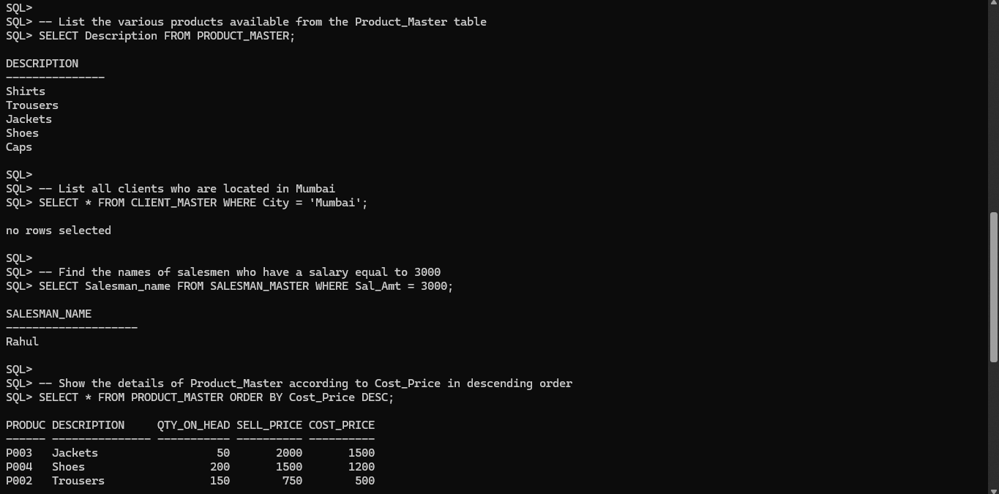 SQL>
SQL> -- List the various products available from the Product_Master table
SQL> SELECT Description FROM PRODUCT_MASTER;

DESCRIPTION
---------------
Shirts
Trousers
Jackets
Shoes
Caps

SQL>
SQL> -- List all clients who are located in Mumbai
SQL> SELECT * FROM CLIENT_MASTER WHERE City = 'Mumbai';

no rows selected

SQL>
SQL> -- Find the names of salesmen who have a salary equal to 3000
SQL> SELECT Salesman_name FROM SALESMAN_MASTER WHERE Sal_Amt = 3000;

SALESMAN_NAME
--------------------
Rahul

SQL>
SQL> -- Show the details of Product_Master according to Cost_Price in descending order
SQL> SELECT * FROM PRODUCT_MASTER ORDER BY Cost_Price DESC;

PRODUC DESCRIPTION     QTY_ON_HEAD SELL_PRICE COST_PRICE
------ --------------- ----------- ---------- ----------
P003   Jackets                  50       2000       1500
P004   Shoes                   200       1500       1200
P002   Trousers                150        750        500